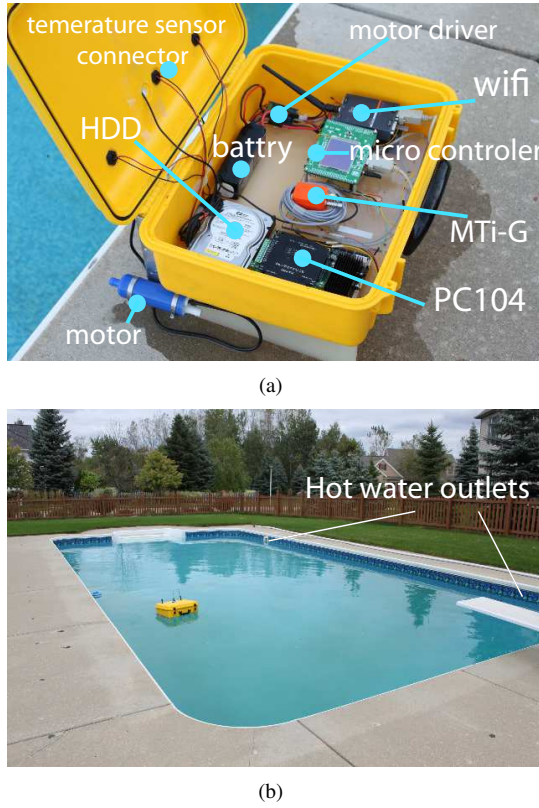 temerature sensor
connector
motor driver
wifi
HDD
battry
micro controler
MTi-G
PC104
motor
(a)
Hot water outlets
(b)